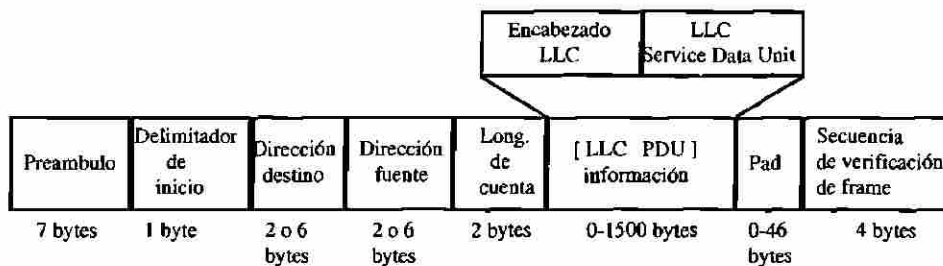 Encabezado
LLC
LLC
Service Data Unit
Preambulo
Delimitador
de
inicio
Dirección
destino
Dirección
fuente
Long.
de
cuenta
[ LLC PDU ]
información
Pad
Secuencia
de verificación
de frame
7 bytes
1 byte
2 o 6
bytes
2 o 6
bytes
2 bytes
0-1500 bytes
0-46
bytes
4 bytes